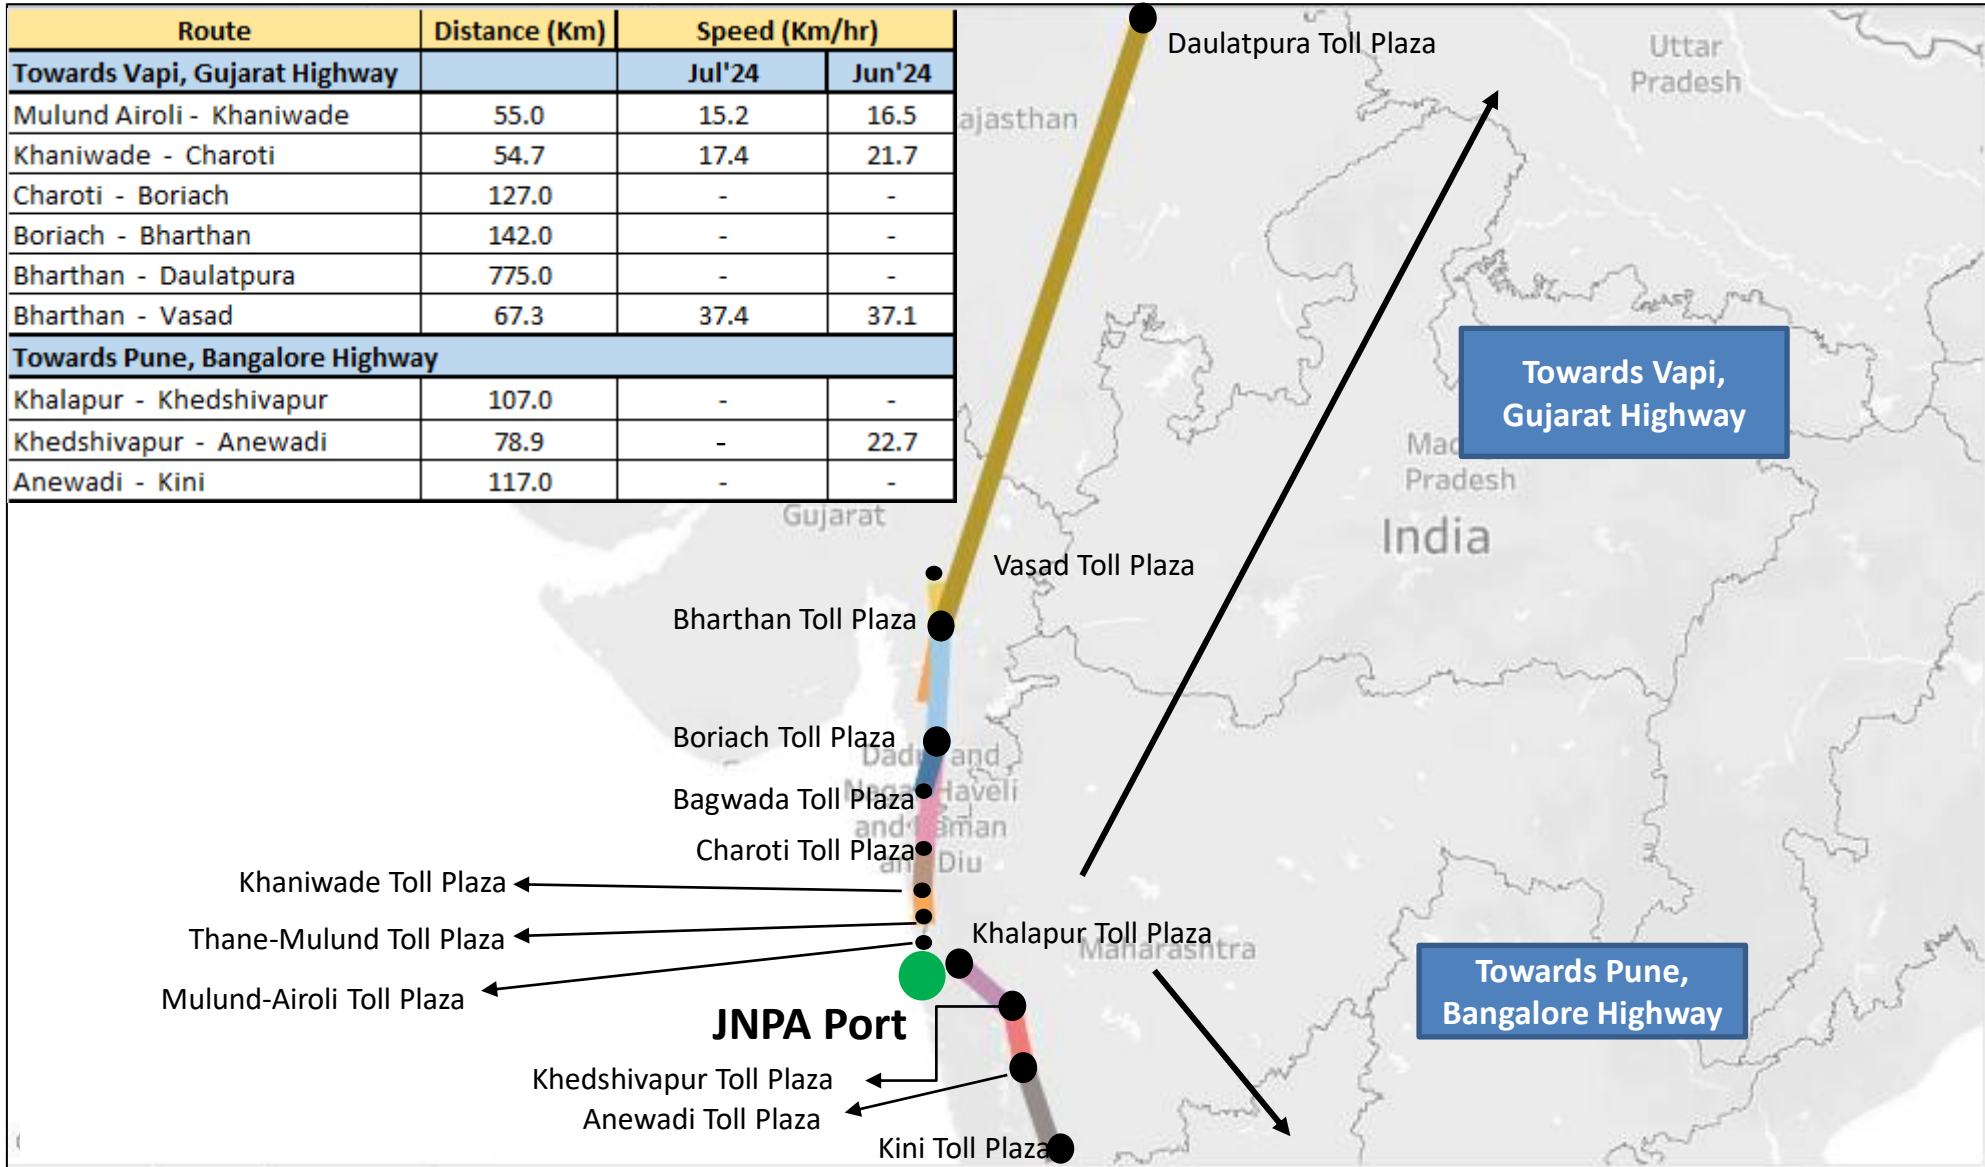 Route Distance (Km) Speed (Km/hr)
Towards Vapi, Gujarat Highway Jul'24 Jun'24
Mulund Airoli - Khaniwade 55.0 15.2 16.5
Khaniwade - Charoti 54.7 17.4 21.7
Charoti - Boriach 127.0 - -
Boriach - Bharthan 142.0 - -
Bharthan - Daulatpura 775.0 - -
Bharthan - Vasad 67.3 37.4 37.1
Towards Pune, Bangalore Highway
Khalapur - Khedshivapur 107.0 - -
Khedshivapur - Anewadi 78.9 - 22.7
Anewadi - Kini 117.0 - -
Daulatpura Toll Plaza
Uttar
Pradesh
ajasthan
Towards Vapi,
Gujarat Highway
Pradesh
India
Gujarat
Vasad Toll Plaza
Bharthan Toll Plaza
Boriach Toll Plaza
and
Haveli
Bagwada Toll Plaza
and
Charoti Toll Plaza
Diu
Khaniwade Toll Plaza
Thane-Mulund Toll Plaza
Mulund-Airoli Toll Plaza
Khalapur Toll Plaza
Maharashtra
Towards Pune,
Bangalore Highway
JNPA Port
Khedshivapur Toll Plaza
Anewadi Toll Plaza
Kini Toll Plaza